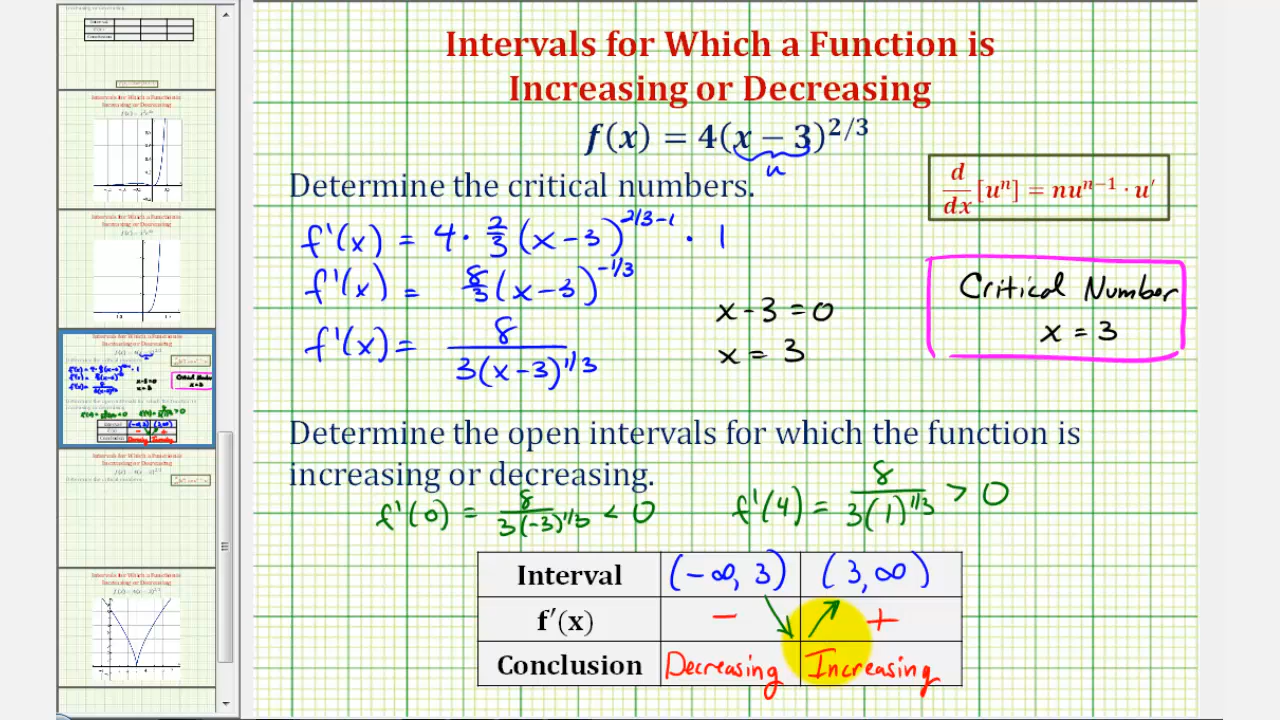 Intervals for Which a Function is
Increasing or Decreasing
f(x) = 4(x − 3)^2/3
u
Determine the critical numbers.
d/dx [u^n] = nu^n−1 · u'
f'(x) = 4 · 2/3 (x−3)^2/3−1 · 1
f'(x) = 8/3 (x−3)^−1/3
f'(x) = 8 / 3(x−3)^1/3
x−3 = 0
x = 3
Critical Number
x = 3
Determine the open intervals for which the function is
increasing or decreasing.
f'(0) = 8 / 3(−3)^1/3 < 0
f'(4) = 8 / 3(1)^1/3 > 0
Interval (−∞, 3) (3, ∞)
f'(x) − +
Conclusion Decreasing Increasing